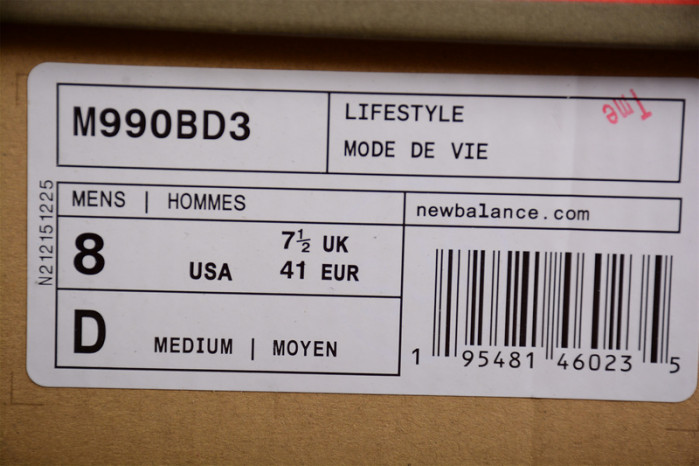 M990BD3
LIFESTYLE
MODE DE VIE
MENS | HOMMES
newbalance.com
8
USA
7½ UK
41 EUR
D
MEDIUM | MOYEN
N212151225
1 95481 46023 5